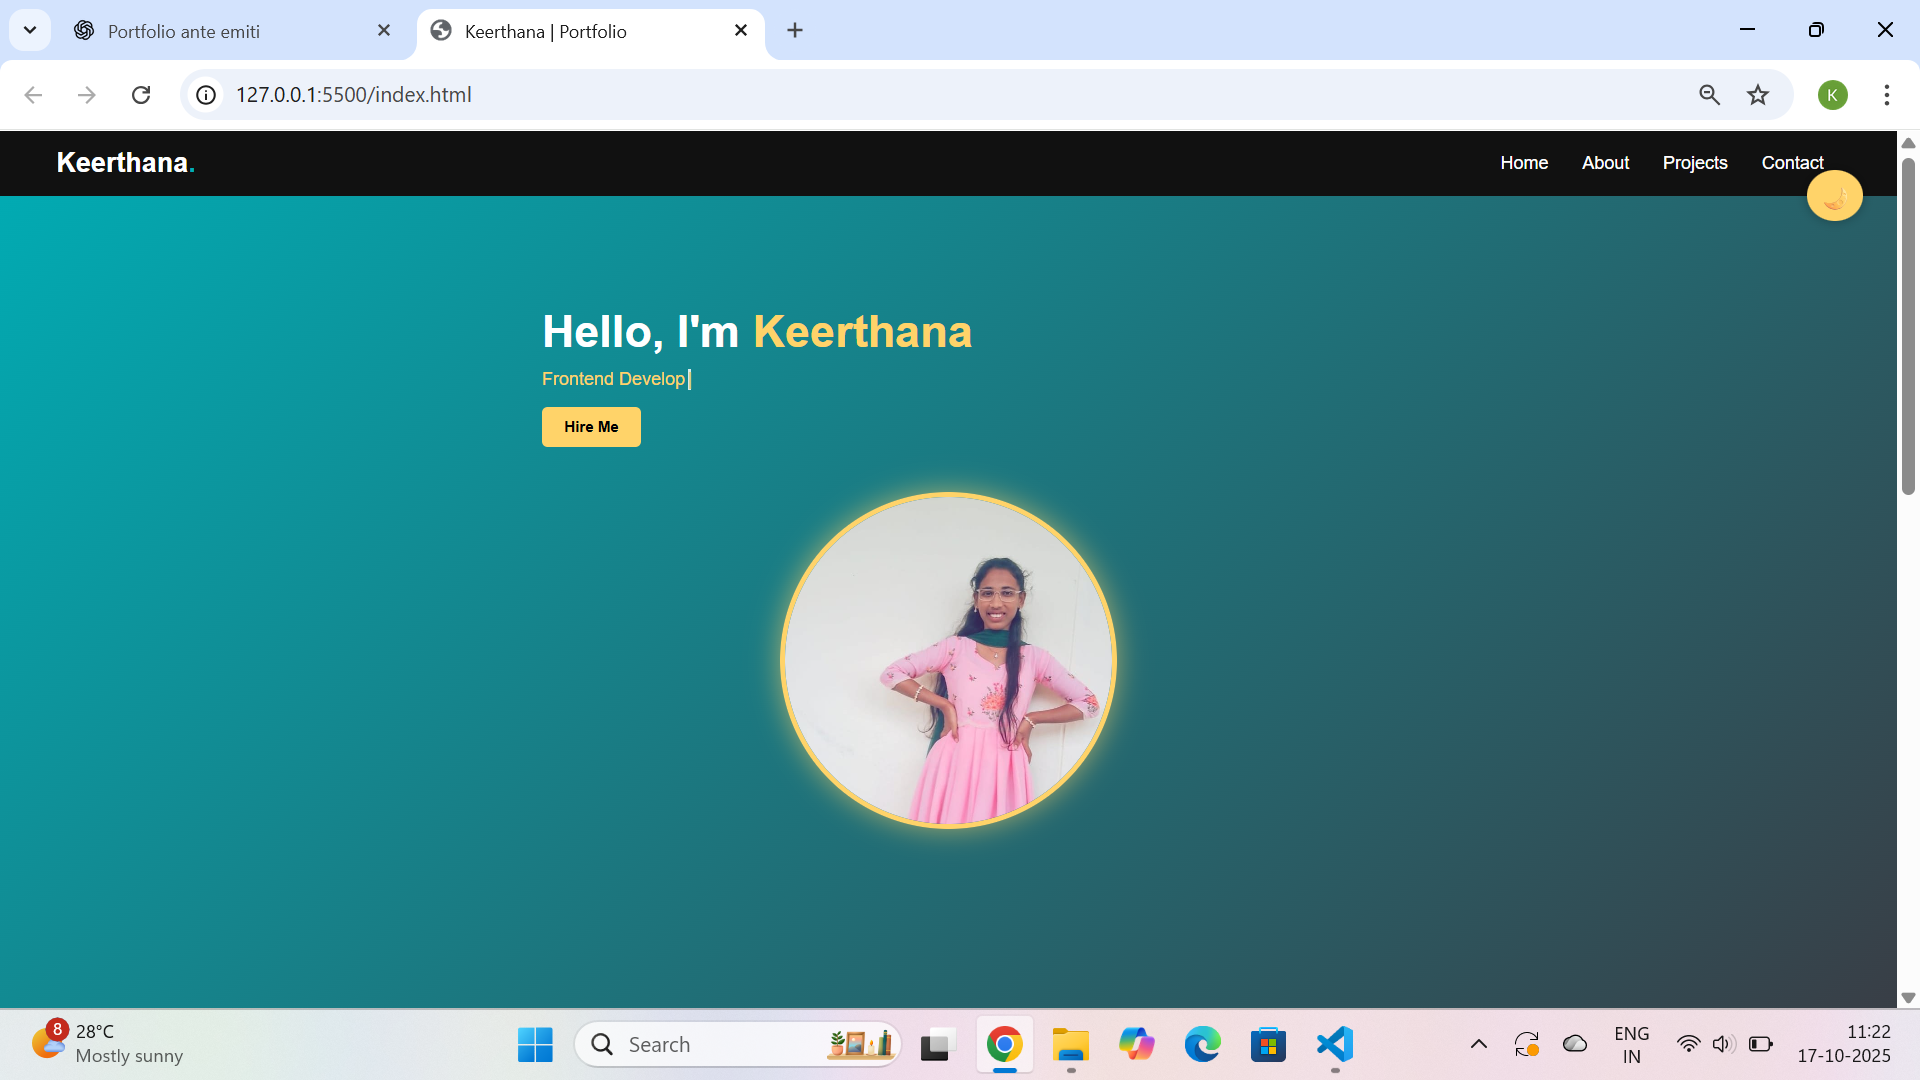 Portfolio ante emiti
Keerthana | Portfolio
127.0.0.1:5500/index.html
K
Keerthana.
Home About Projects Contact
Hello, I'm Keerthana
Frontend Develop
Hire Me
8
28°C
Mostly sunny
Search
ENG
IN
11:22
17-10-2025